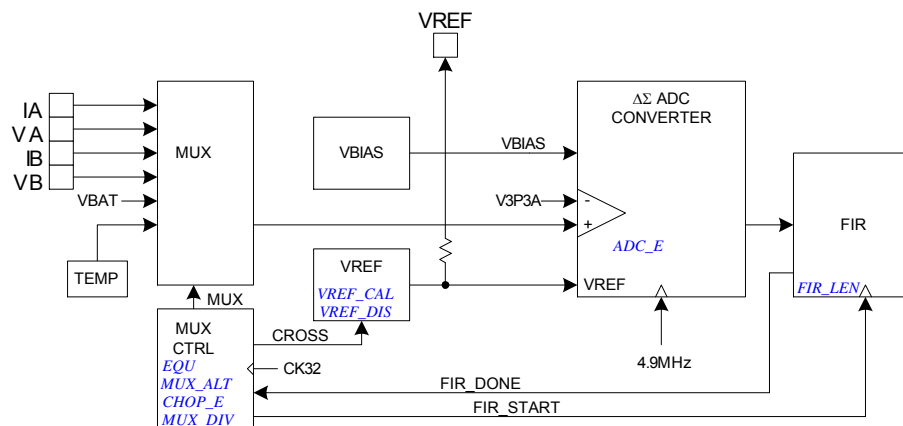 VREF
IA
VA
IB
VB
VBAT
TEMP
MUX
VBIAS
VBIAS
V3P3A
ΔΣ ADC
CONVERTER
-
+
ADC_E
VREF
4.9MHz
FIR
FIR_LEN
VREF
VREF_CAL
VREF_DIS
MUX
MUX
CTRL
EQU
MUX_ALT
CHOP_E
MUX_DIV
CROSS
CK32
FIR_DONE
FIR_START